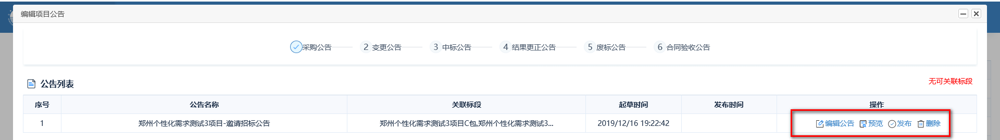 编辑项目公告
采购公告 2 变更公告 3 中标公告 4 结果更正公告 5 废标公告 6 合同验收公告
公告列表 无可关联标段
序号 公告名称 关联标段 起草时间 发布时间 操作
1 郑州个性化需求测试3项目-邀请招标公告 郑州个性化需求测试3项目C包,郑州个性化需求测试3... 2019/12/16 19:22:42 编辑公告 预览 发布 删除